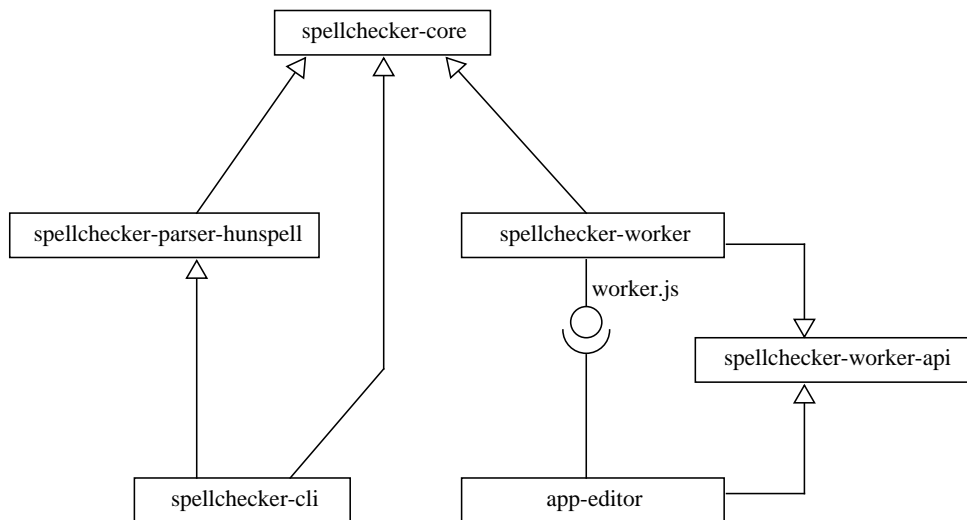 spellchecker-core
spellchecker-parser-hunspell
spellchecker-worker
worker.js
spellchecker-worker-api
spellchecker-cli
app-editor